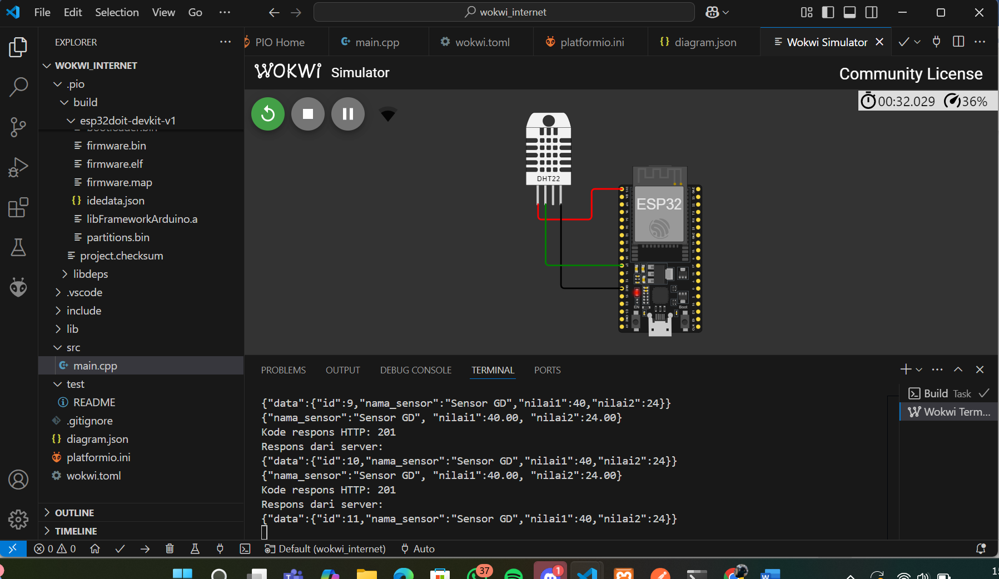 File Edit Selection View Go ··· wokwi_internet
EXPLORER ···
WOKWI_INTERNET
.pio
build
esp32doit-devkit-v1
firmware.bin
firmware.elf
firmware.map
idedata.json
libFrameworkArduino.a
partitions.bin
project.checksum
libdeps
.vscode
include
lib
src
main.cpp
test
README
.gitignore
diagram.json
platformio.ini
wokwi.toml
OUTLINE
TIMELINE
PIO Home main.cpp wokwi.toml platformio.ini diagram.json Wokwi Simulator
WOKWi Simulator
Community License
00:32.029 36%
DHT22
ESP32
EN Boot
PROBLEMS OUTPUT DEBUG CONSOLE TERMINAL PORTS
{"data":{"id":9,"nama_sensor":"Sensor GD","nilai1":40,"nilai2":24}}
{"nama_sensor":"Sensor GD", "nilai1":40.00, "nilai2":24.00}
Kode respons HTTP: 201
Respons dari server:
{"data":{"id":10,"nama_sensor":"Sensor GD","nilai1":40,"nilai2":24}}
{"nama_sensor":"Sensor GD", "nilai1":40.00, "nilai2":24.00}
Kode respons HTTP: 201
Respons dari server:
{"data":{"id":11,"nama_sensor":"Sensor GD","nilai1":40,"nilai2":24}}
Build Task
Wokwi Term...
0 0 Default (wokwi_internet) Auto
37
1